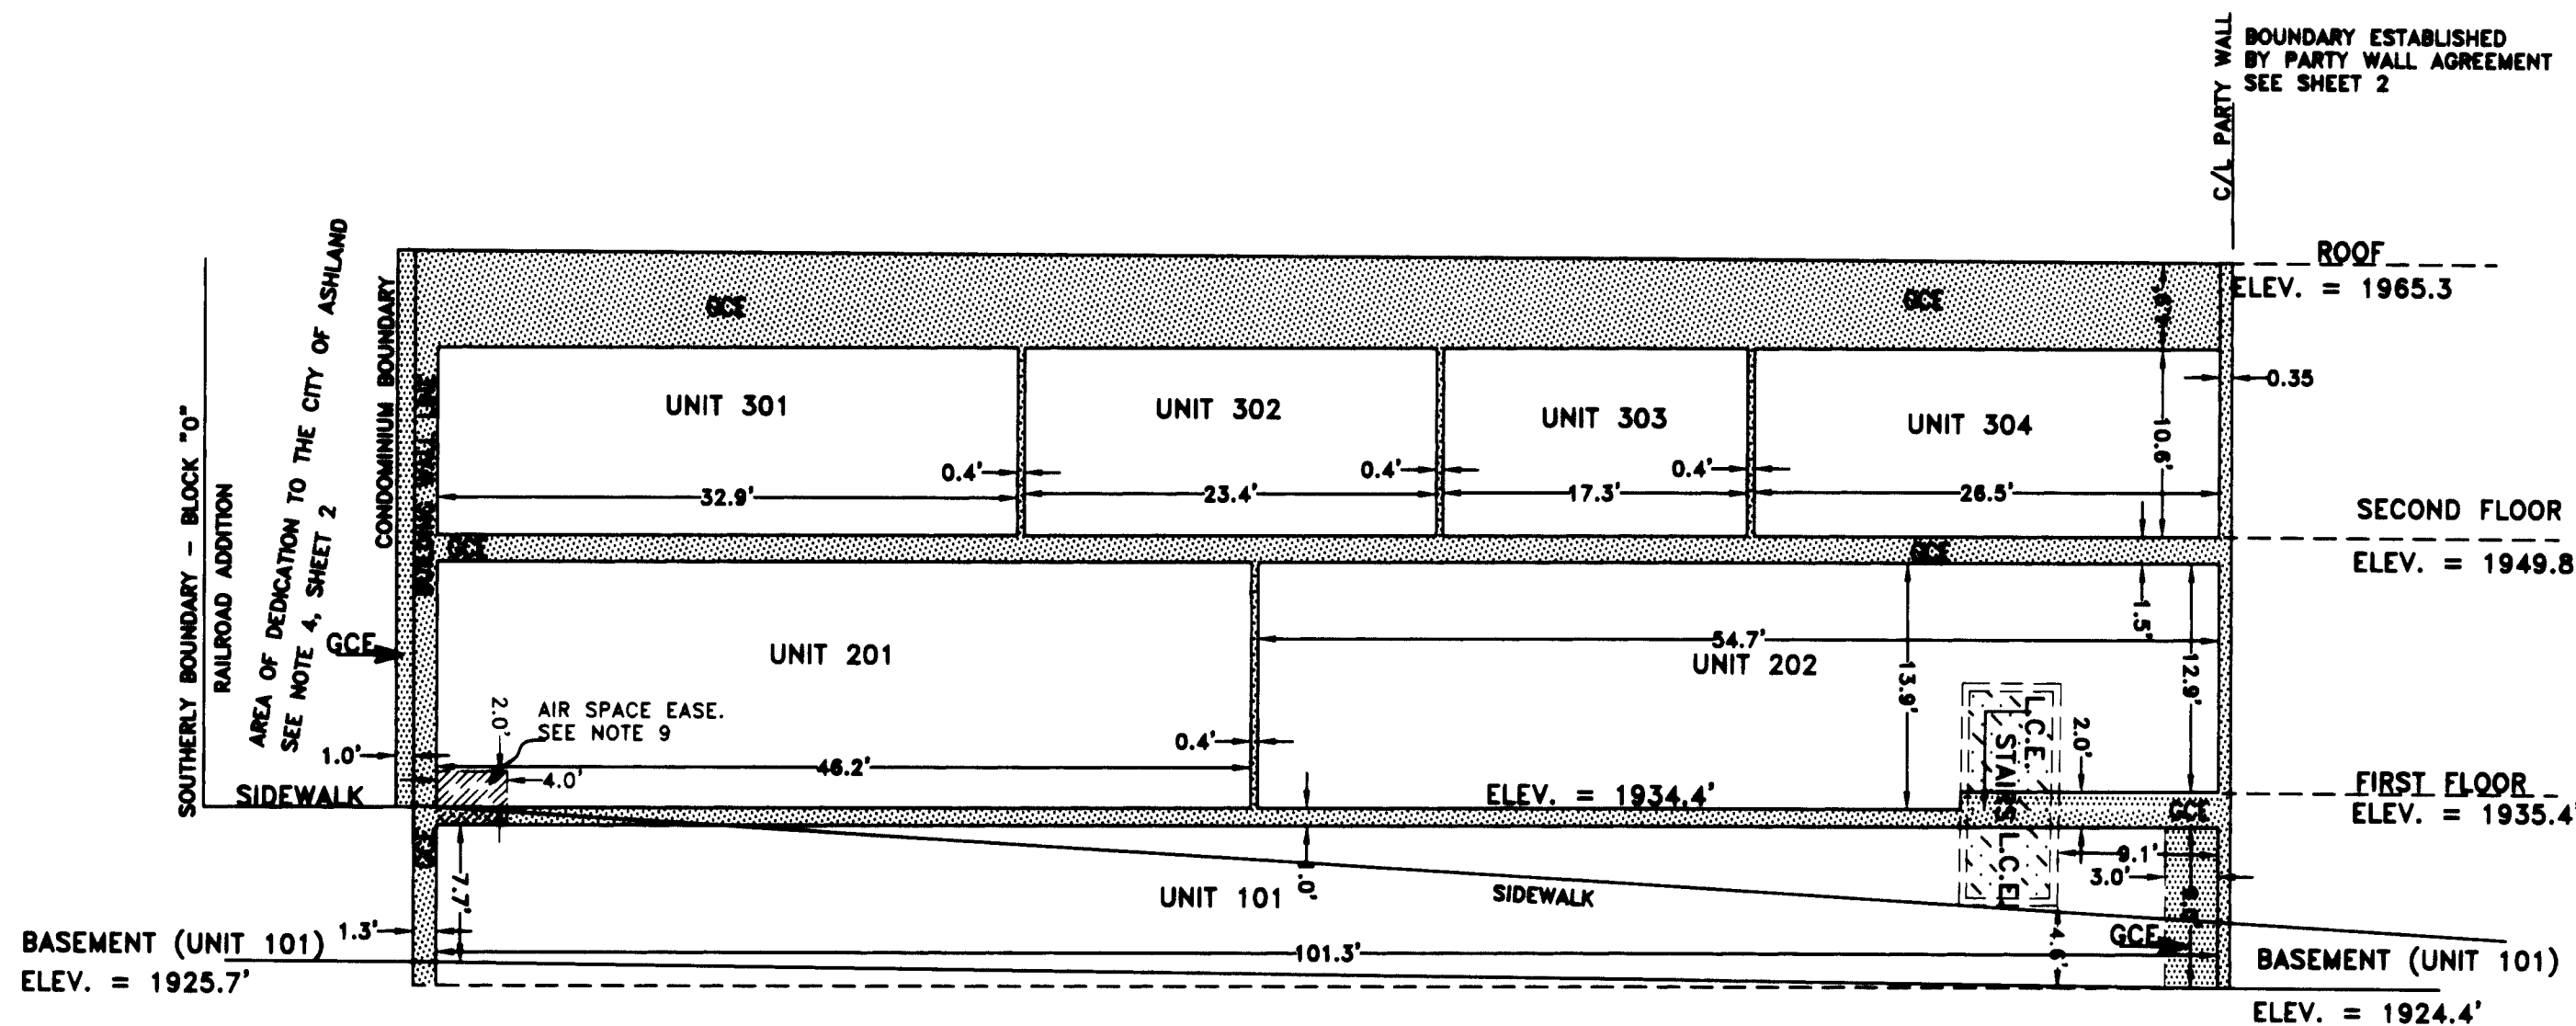 BOUNDARY ESTABLISHED
BY PARTY WALL AGREEMENT
SEE SHEET 2
C/L PARTY WALL
ROOF
ELEV. = 1965.3
SOUTHERLY BOUNDARY - BLOCK "O"
RAILROAD ADDITION
AREA OF DEDICATION TO THE CITY OF ASHLAND
SEE NOTE 4, SHEET 2
CONDOMINIUM BOUNDARY
BUILDING WALL LINE
GCE
GCE
UNIT 301
UNIT 302
UNIT 303
UNIT 304
0.35
0.4'
0.4'
0.4'
32.9'
23.4'
17.3'
26.5'
10.6'
SECOND FLOOR
ELEV. = 1949.8
GCE
GCE
1.5'
GCE
UNIT 201
54.7'
UNIT 202
13.9'
12.9'
2.0'
AIR SPACE EASE.
SEE NOTE 9
1.0'
4.0'
46.2'
0.4'
L.C.E.
STAIRS L.C.E.
2.0'
SIDEWALK
ELEV. = 1934.4'
FIRST FLOOR
ELEV. = 1935.4'
GCE
7.7'
1.0'
9.1'
3.0'
UNIT 101
SIDEWALK
BASEMENT (UNIT 101)
ELEV. = 1925.7'
1.3'
101.3'
4.6'
GCE
BASEMENT (UNIT 101)
ELEV. = 1924.4'